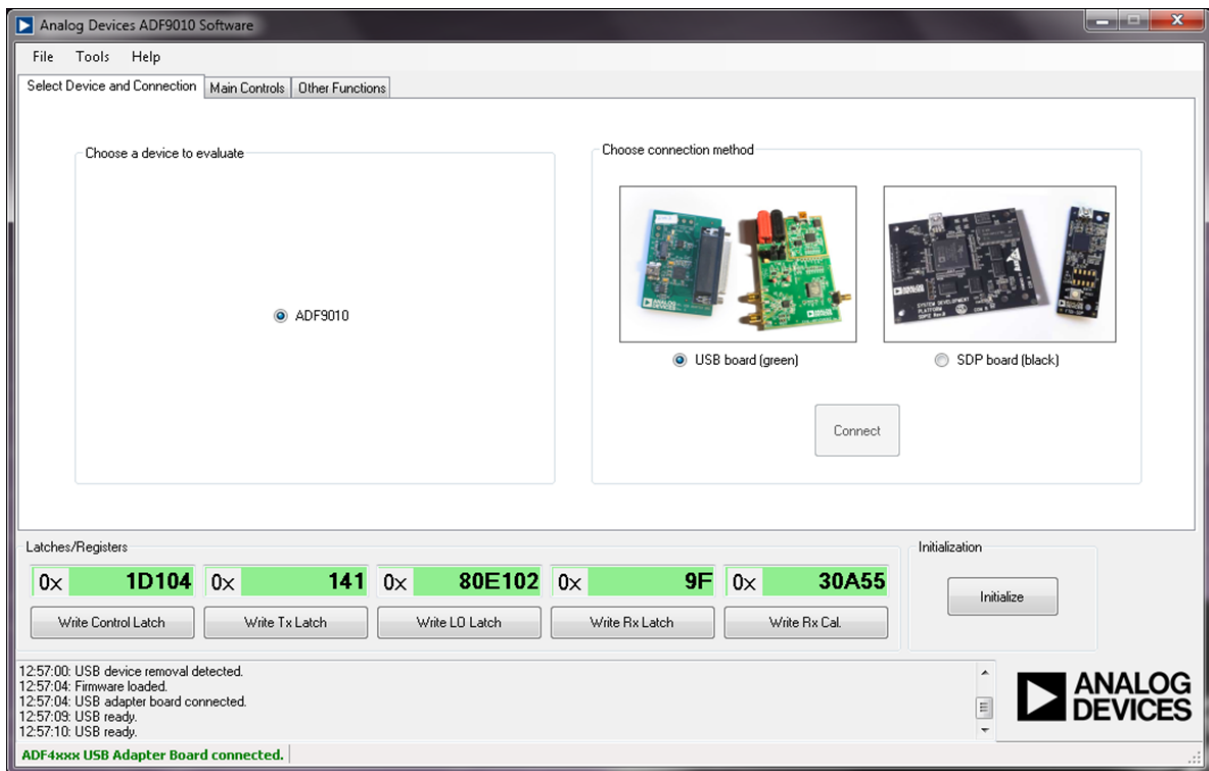 Analog Devices ADF9010 Software
File Tools Help
Select Device and Connection Main Controls Other Functions
Choose a device to evaluate
ADF9010
Choose connection method
SYSTEM DEVELOPMENT
PLATFORM
USB board (green)
SDP board (black)
Connect
Latches/Registers
0x 1D104 0x 141 0x 80E102 0x 9F 0x 30A55
Write Control Latch Write Tx Latch Write LO Latch Write Rx Latch Write Rx Cal.
Initialization
Initialize
12:57:00: USB device removal detected.
12:57:04: Firmware loaded.
12:57:04: USB adapter board connected.
12:57:09: USB ready.
12:57:10: USB ready.
ANALOG
DEVICES
ADF4xxx USB Adapter Board connected.